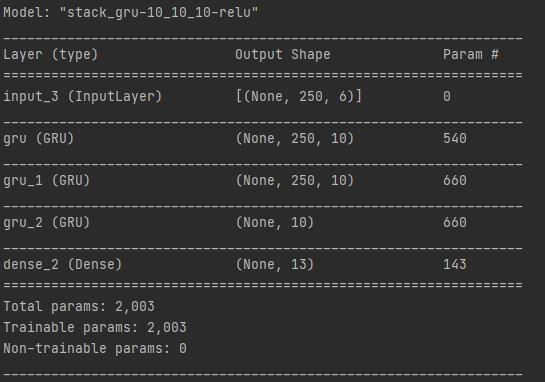 Model: "stack_gru-10_10_10-relu"
_________________________________________________________________
Layer (type)                 Output Shape              Param #
=================================================================
input_3 (InputLayer)         [(None, 250, 6)]          0
_________________________________________________________________
gru (GRU)                    (None, 250, 10)           540
_________________________________________________________________
gru_1 (GRU)                  (None, 250, 10)           660
_________________________________________________________________
gru_2 (GRU)                  (None, 10)                660
_________________________________________________________________
dense_2 (Dense)              (None, 13)                143
=================================================================
Total params: 2,003
Trainable params: 2,003
Non-trainable params: 0
_________________________________________________________________